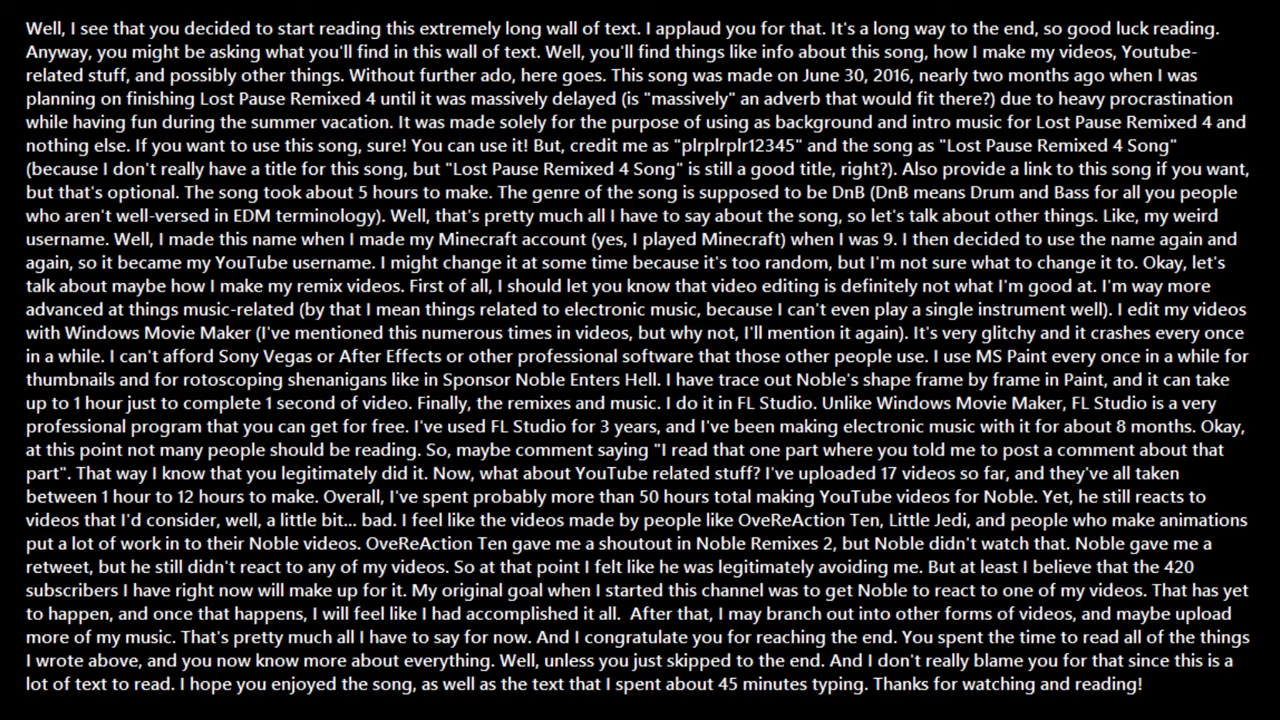 Well, I see that you decided to start reading this extremely long wall of text. I applaud you for that. It's a long way to the end, so good luck reading.
Anyway, you might be asking what you'll find in this wall of text. Well, you'll find things like info about this song, how I make my videos, Youtube-
related stuff, and possibly other things. Without further ado, here goes. This song was made on June 30, 2016, nearly two months ago when I was
planning on finishing Lost Pause Remixed 4 until it was massively delayed (is "massively" an adverb that would fit there?) due to heavy procrastination
while having fun during the summer vacation. It was made solely for the purpose of using as background and intro music for Lost Pause Remixed 4 and
nothing else. If you want to use this song, sure! You can use it! But, credit me as "plrplrplr12345" and the song as "Lost Pause Remixed 4 Song"
(because I don't really have a title for this song, but "Lost Pause Remixed 4 Song" is still a good title, right?). Also provide a link to this song if you want,
but that's optional. The song took about 5 hours to make. The genre of the song is supposed to be DnB (DnB means Drum and Bass for all you people
who aren't well-versed in EDM terminology). Well, that's pretty much all I have to say about the song, so let's talk about other things. Like, my weird
username. Well, I made this name when I made my Minecraft account (yes, I played Minecraft) when I was 9. I then decided to use the name again and
again, so it became my YouTube username. I might change it at some time because it's too random, but I'm not sure what to change it to. Okay, let's
talk about maybe how I make my remix videos. First of all, I should let you know that video editing is definitely not what I'm good at. I'm way more
advanced at things music-related (by that I mean things related to electronic music, because I can't even play a single instrument well). I edit my videos
with Windows Movie Maker (I've mentioned this numerous times in videos, but why not, I'll mention it again). It's very glitchy and it crashes every once
in a while. I can't afford Sony Vegas or After Effects or other professional software that those other people use. I use MS Paint every once in a while for
thumbnails and for rotoscoping shenanigans like in Sponsor Noble Enters Hell. I have trace out Noble's shape frame by frame in Paint, and it can take
up to 1 hour just to complete 1 second of video. Finally, the remixes and music. I do it in FL Studio. Unlike Windows Movie Maker, FL Studio is a very
professional program that you can get for free. I've used FL Studio for 3 years, and I've been making electronic music with it for about 8 months. Okay,
at this point not many people should be reading. So, maybe comment saying "I read that one part where you told me to post a comment about that
part". That way I know that you legitimately did it. Now, what about YouTube related stuff? I've uploaded 17 videos so far, and they've all taken
between 1 hour to 12 hours to make. Overall, I've spent probably more than 50 hours total making YouTube videos for Noble. Yet, he still reacts to
videos that I'd consider, well, a little bit... bad. I feel like the videos made by people like OveReAction Ten, Little Jedi, and people who make animations
put a lot of work in to their Noble videos. OveReAction Ten gave me a shoutout in Noble Remixes 2, but Noble didn't watch that. Noble gave me a
retweet, but he still didn't react to any of my videos. So at that point I felt like he was legitimately avoiding me. But at least I believe that the 420
subscribers I have right now will make up for it. My original goal when I started this channel was to get Noble to react to one of my videos. That has yet
to happen, and once that happens, I will feel like I had accomplished it all.  After that, I may branch out into other forms of videos, and maybe upload
more of my music. That's pretty much all I have to say for now. And I congratulate you for reaching the end. You spent the time to read all of the things
I wrote above, and you now know more about everything. Well, unless you just skipped to the end. And I don't really blame you for that since this is a
lot of text to read. I hope you enjoyed the song, as well as the text that I spent about 45 minutes typing. Thanks for watching and reading!